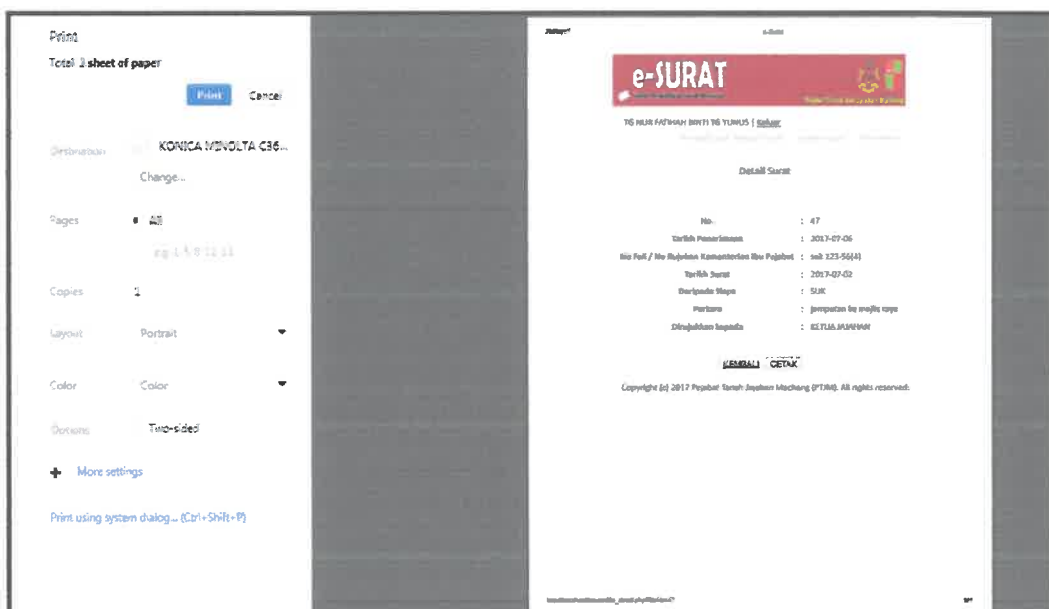 Print
Total: 1 sheet of paper
Print Cancel
Destination KONICA MINOLTA C36...
Change...
Pages All
Copies 1
Layout Portrait
Color Color
Options Two-sided
More settings
Print using system dialog... (Ctrl+Shift+P)
e-Surat
e-SURAT
TG NUR FATIHAH BINTI TG YUNUS | Keluar
Detail Surat
No. : 47
Tarikh Penerimaan : 2017-07-06
No Fail / No Rujukan Kementerian Ibu Pejabat : suk 123-56(4)
Tarikh Surat : 2017-07-02
Daripada Siapa : SUK
Perkara : jemputan ke majlis raya
Dirujukkan kepada : KETUA JAJAHAN
KEMBALI CETAK
Copyright (c) 2017 Pejabat Tanah Jajahan Machang (PTJM). All rights reserved.